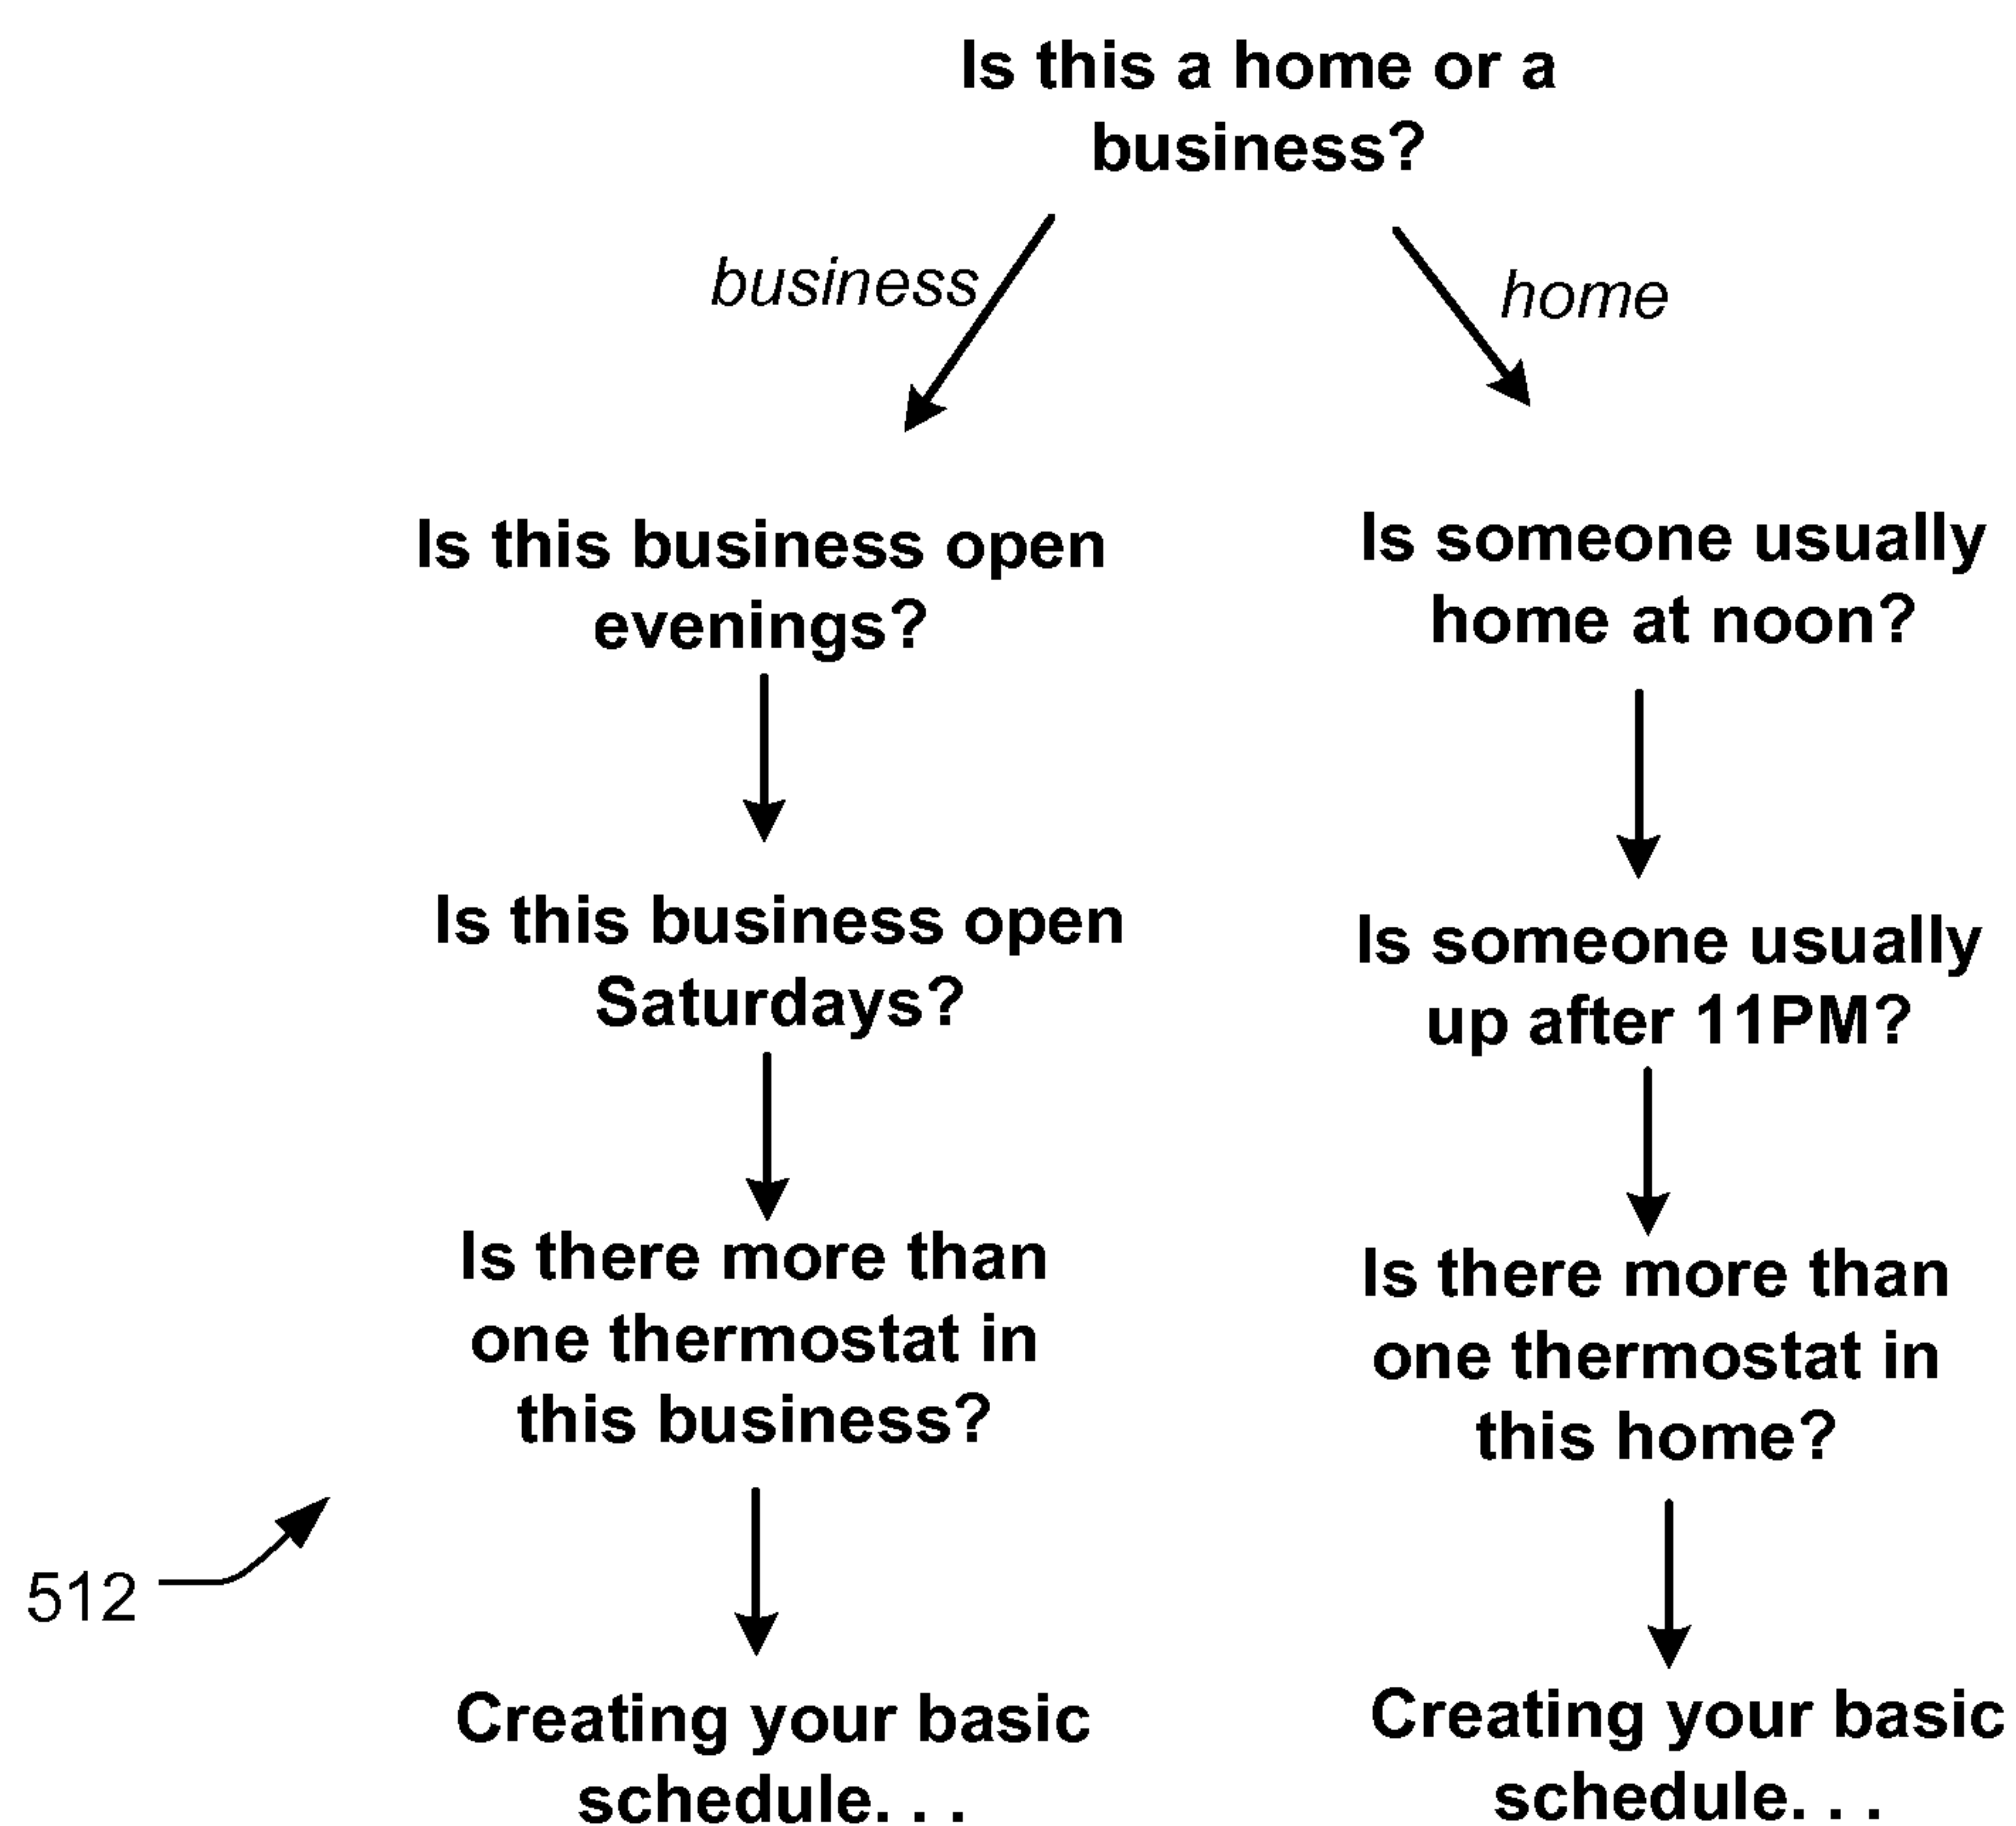 Is this a home or a
business?
business
home
Is this business open
evenings?
Is someone usually
home at noon?
Is this business open
Saturdays?
Is someone usually
up after 11PM?
Is there more than
one thermostat in
this business?
Is there more than
one thermostat in
this home?
512
Creating your basic
schedule. . .
Creating your basic
schedule. . .